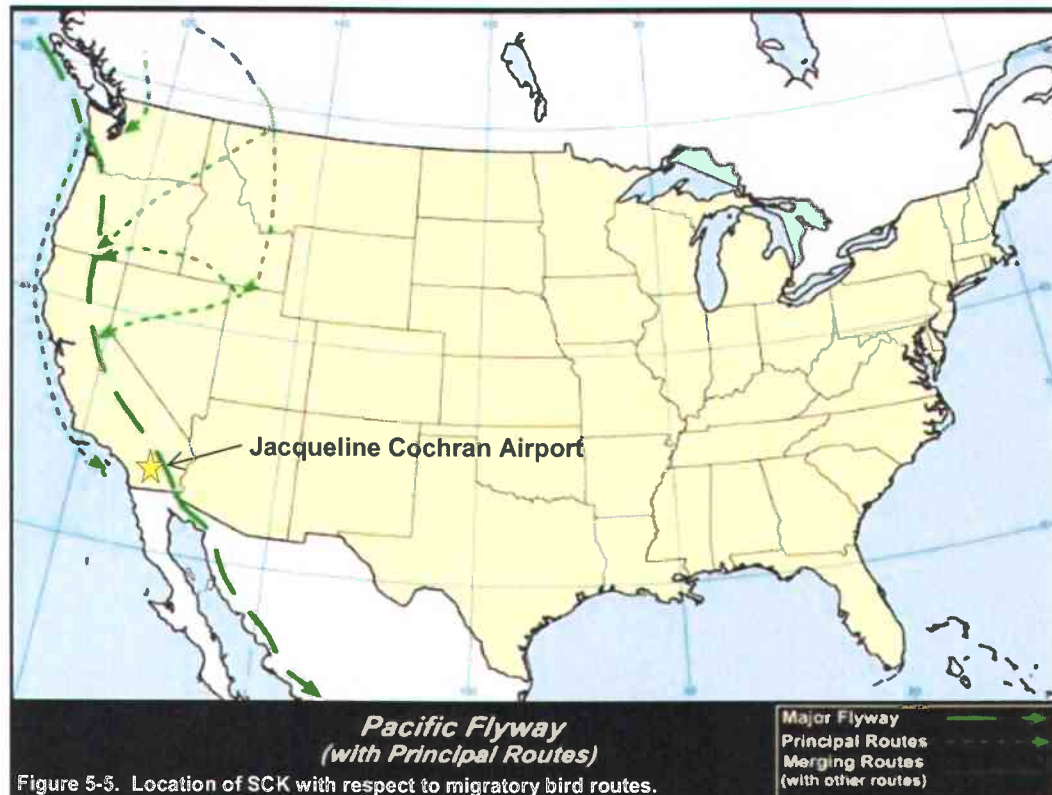 Jacqueline Cochran Airport
Pacific Flyway
(with Principal Routes)
Figure 5-5. Location of SCK with respect to migratory bird routes.
Major Flyway
Principal Routes
Merging Routes
(with other routes)